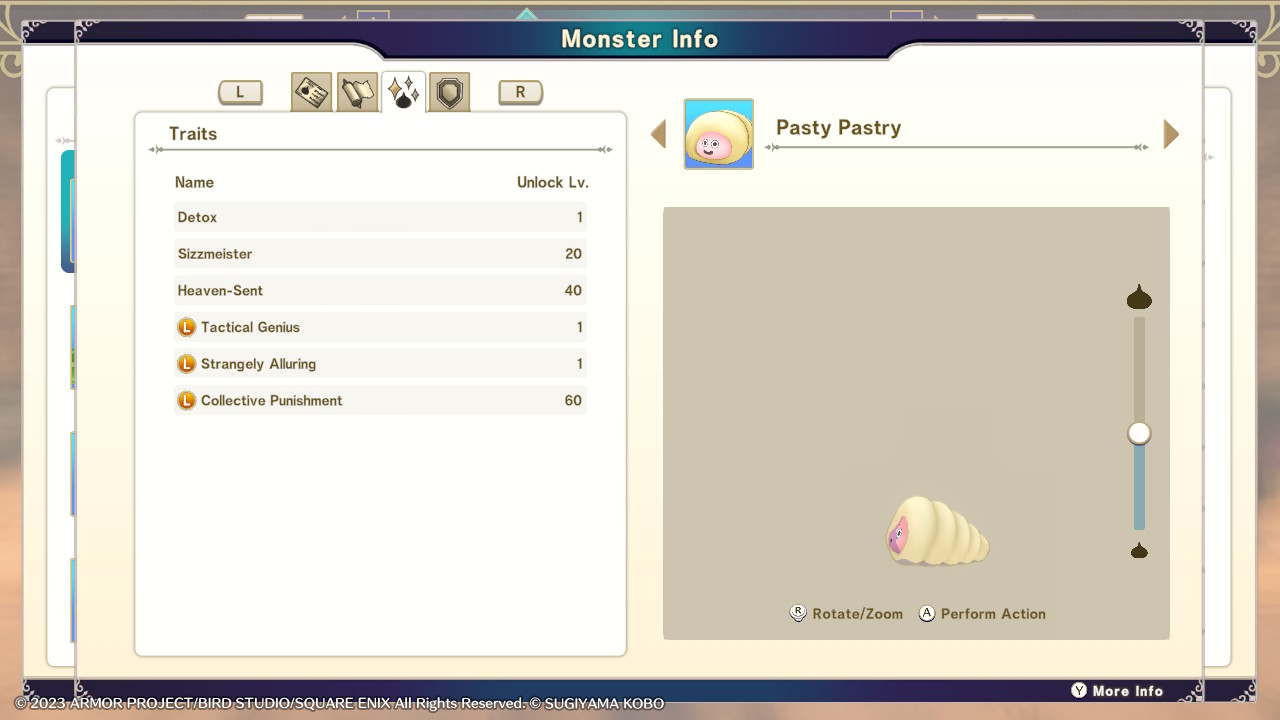 Monster Info
L
R
Traits
Name Unlock Lv.
Detox 1
Sizzmeister 20
Heaven-Sent 40
L Tactical Genius 1
L Strangely Alluring 1
L Collective Punishment 60
Pasty Pastry
R Rotate/Zoom A Perform Action
Y More Info
© 2023 ARMOR PROJECT/BIRD STUDIO/SQUARE ENIX All Rights Reserved. © SUGIYAMA KOBO